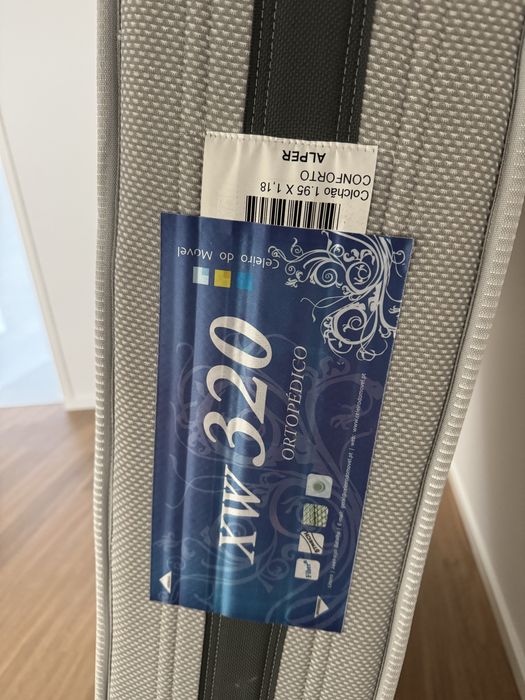 Colchão 1.95 X 1,18
CONFORTO
ALPER
Celeiro do Movel
XW 320
ORTOPÉDICO